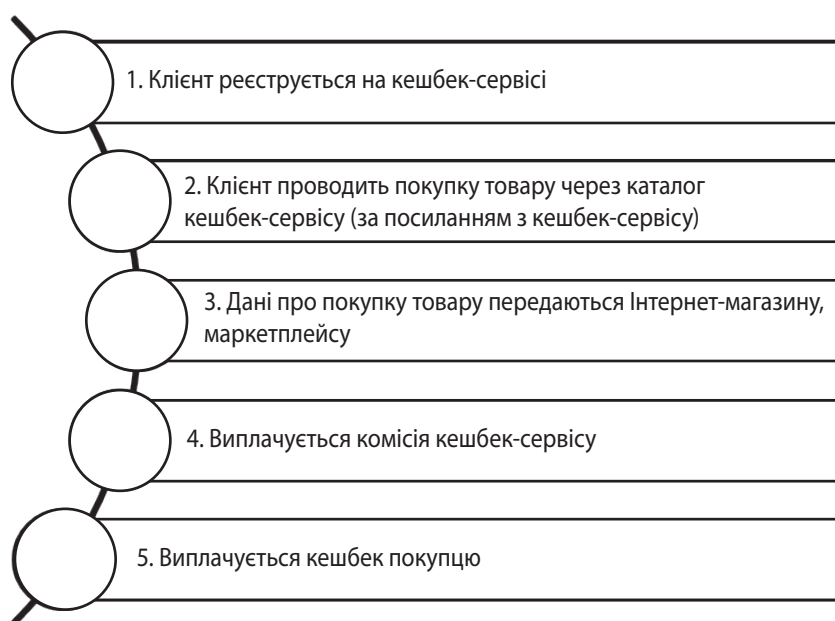 1. Клієнт реєструється на кешбек-сервісі
2. Клієнт проводить покупку товару через каталог
кешбек-сервісу (за посиланням з кешбек-сервісу)
3. Дані про покупку товару передаються Інтернет-магазину,
маркетплейсу
4. Виплачується комісія кешбек-сервісу
5. Виплачується кешбек покупцю